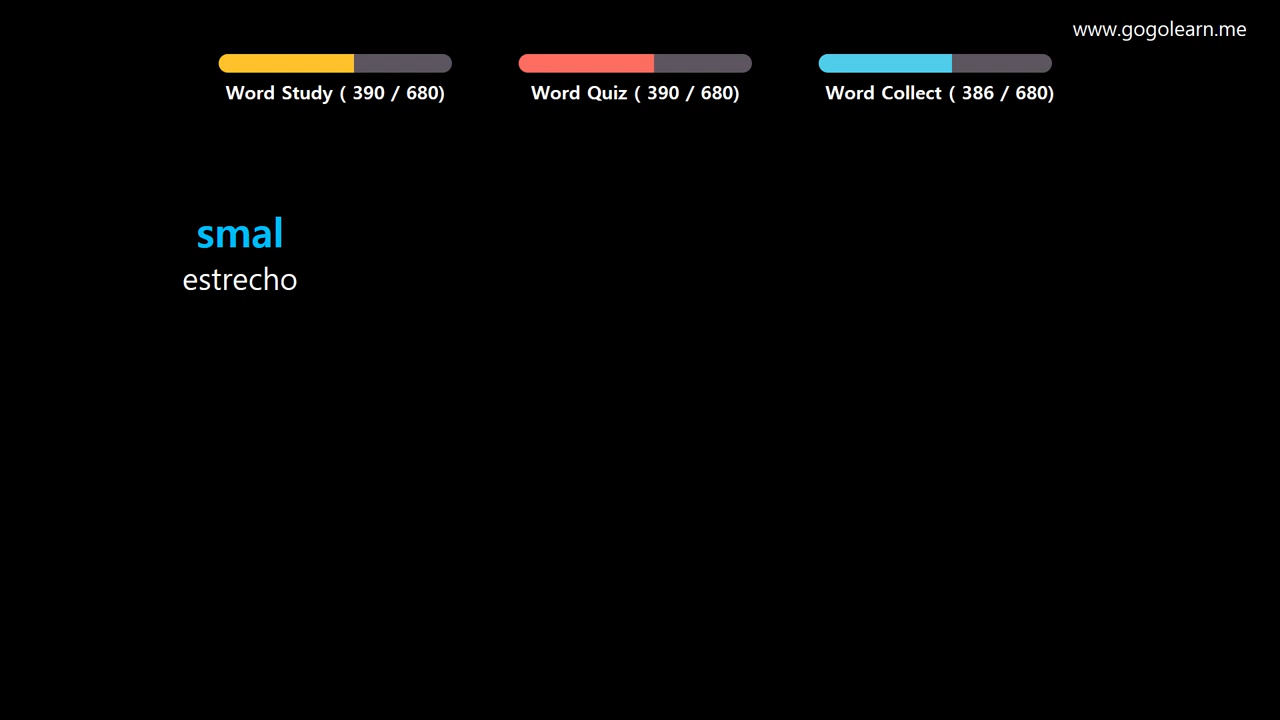 www.gogolearn.me
Word Study ( 390 / 680)
Word Quiz ( 390 / 680)
Word Collect ( 386 / 680)
smal
estrecho